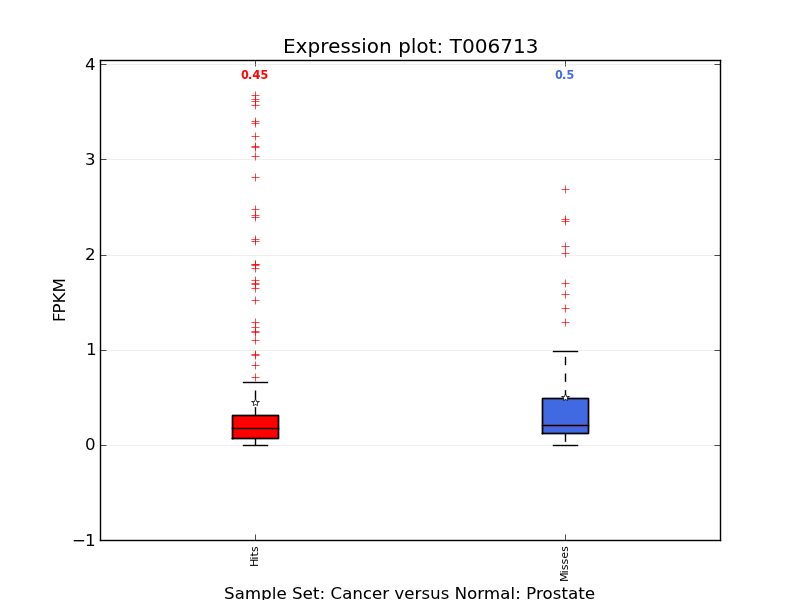 Expression plot: T006713
0.45 0.5
4
3
2
1
0
−1
FPKM
Hits Misses
Sample Set: Cancer versus Normal: Prostate